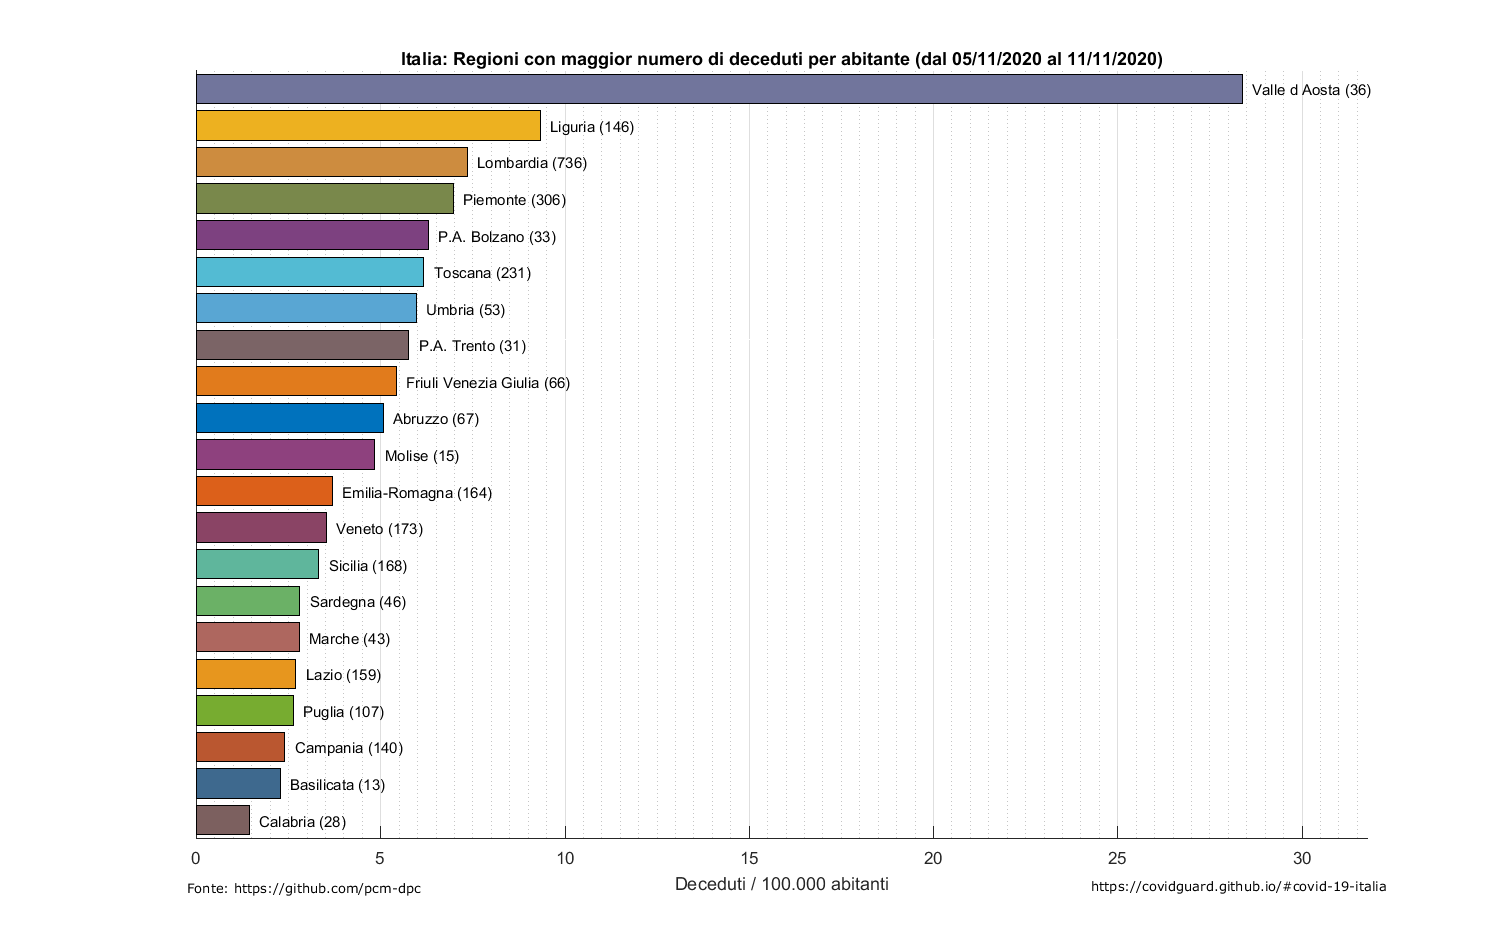 Italia: Regioni con maggior numero di deceduti per abitante (dal 05/11/2020 al 11/11/2020)
Valle d Aosta (36)
Liguria (146)
Lombardia (736)
Piemonte (306)
P.A. Bolzano (33)
Toscana (231)
Umbria (53)
P.A. Trento (31)
Friuli Venezia Giulia (66)
Abruzzo (67)
Molise (15)
Emilia-Romagna (164)
Veneto (173)
Sicilia (168)
Sardegna (46)
Marche (43)
Lazio (159)
Puglia (107)
Campania (140)
Basilicata (13)
Calabria (28)
0 5 10 15 20 25 30
Deceduti / 100.000 abitanti
Fonte: https://github.com/pcm-dpc
https://covidguard.github.io/#covid-19-italia